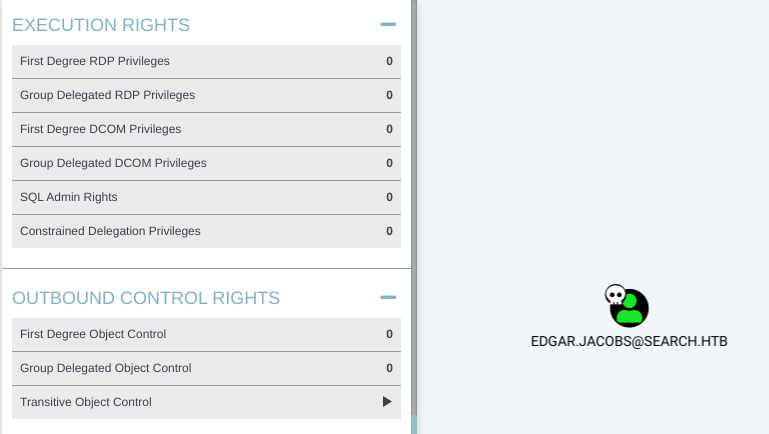 EXECUTION RIGHTS
First Degree RDP Privileges 0
Group Delegated RDP Privileges 0
First Degree DCOM Privileges 0
Group Delegated DCOM Privileges 0
SQL Admin Rights 0
Constrained Delegation Privileges 0
OUTBOUND CONTROL RIGHTS
First Degree Object Control 0
Group Delegated Object Control 0
Transitive Object Control
EDGAR.JACOBS@SEARCH.HTB